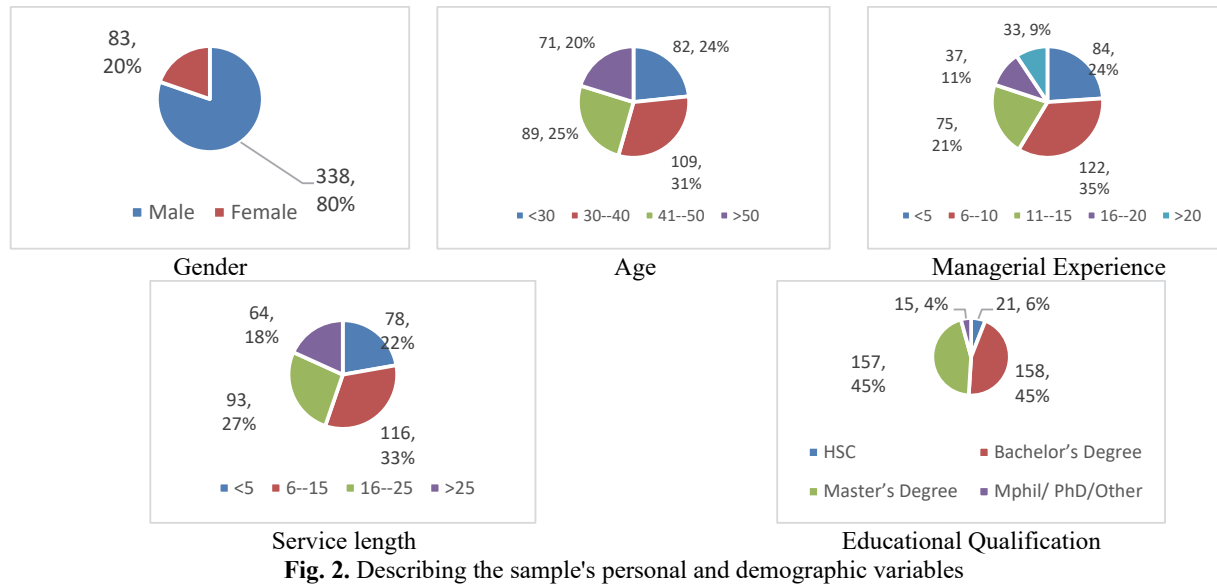 83,
20%
338,
80%
Male Female
Gender
71, 20%
82, 24%
89, 25%
109,
31%
<30 30--40 41--50 >50
Age
33, 9%
84,
24%
37,
11%
75,
21%
122,
35%
<5 6--10 11--15 16--20 >20
Managerial Experience
64,
18%
78,
22%
93,
27%
116,
33%
<5 6--15 16--25 >25
Service length
15, 4%
21, 6%
157,
45%
158,
45%
HSC Bachelor’s Degree
Master’s Degree Mphil/ PhD/Other
Educational Qualification
Fig. 2. Describing the sample's personal and demographic variables